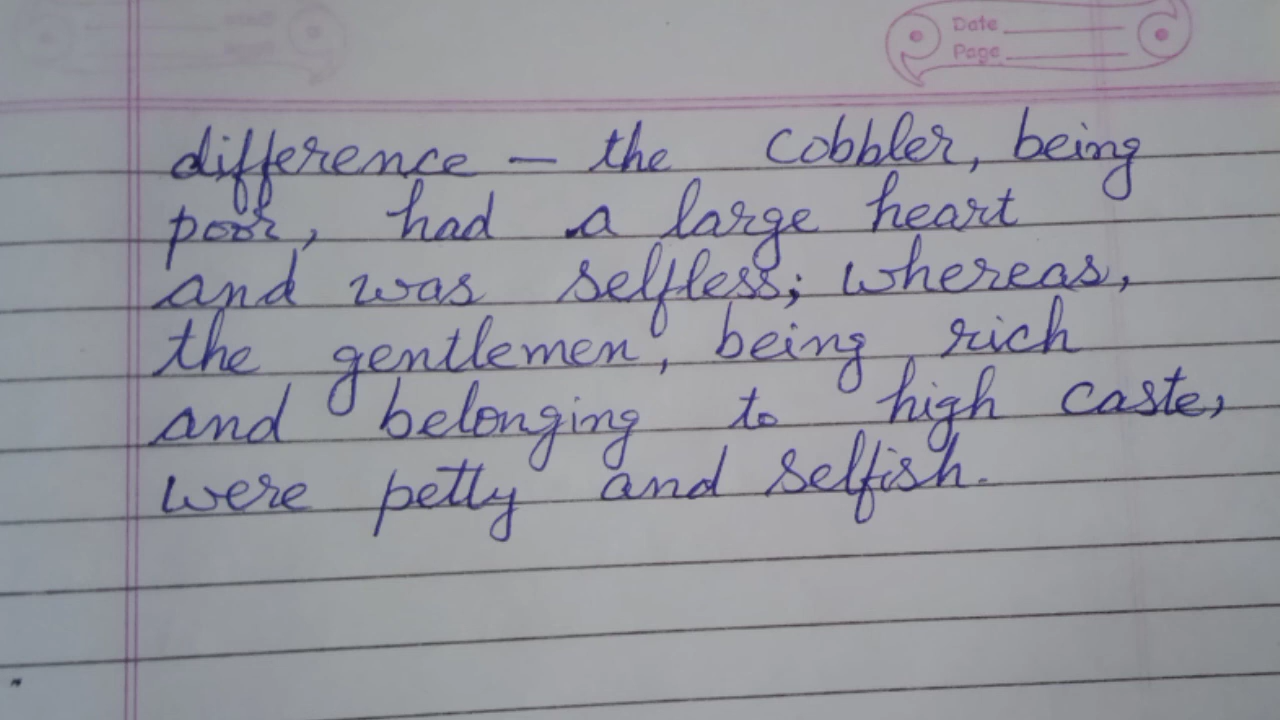 Date
Page
difference — the cobbler, being
poor, had a large heart
and was selfless; whereas,
the gentlemen, being rich
and belonging to high caste,
were petty and selfish.